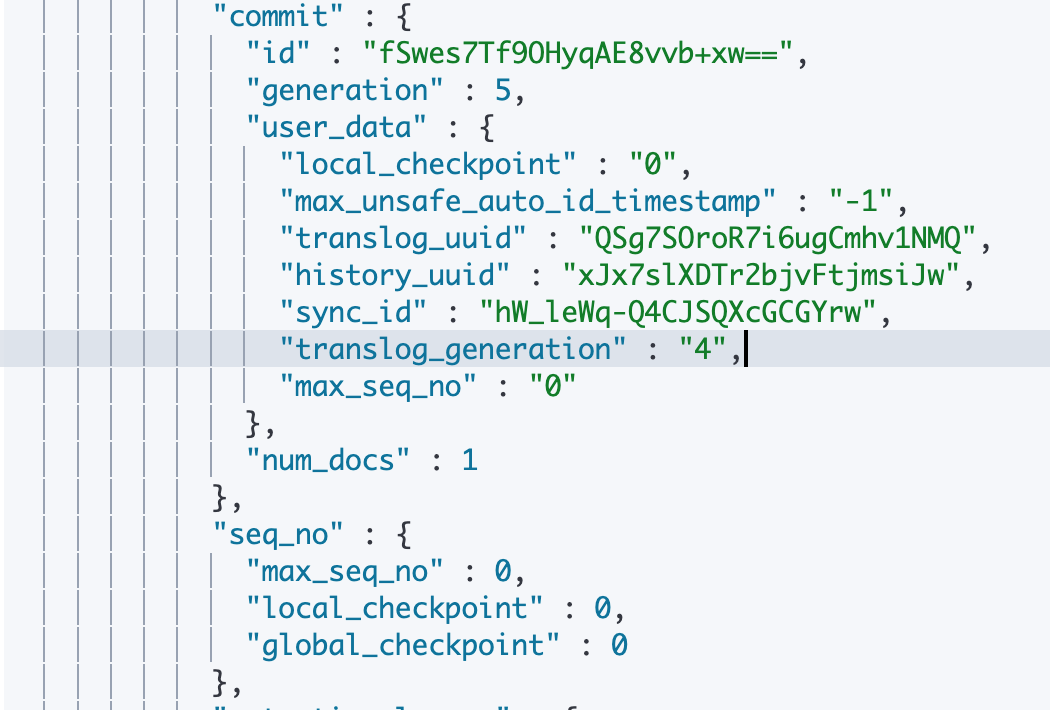 "commit" : {
"id" : "fSwes7Tf9OHyqAE8vvb+xw==",
"generation" : 5,
"user_data" : {
"local_checkpoint" : "0",
"max_unsafe_auto_id_timestamp" : "-1",
"translog_uuid" : "QSg7SOroR7i6ugCmhv1NMQ",
"history_uuid" : "xJx7slXDTr2bjvFtjmsiJw",
"sync_id" : "hW_leWq-Q4CJSQXcGCGYrw",
"translog_generation" : "4",
"max_seq_no" : "0"
},
"num_docs" : 1
},
"seq_no" : {
"max_seq_no" : 0,
"local_checkpoint" : 0,
"global_checkpoint" : 0
},